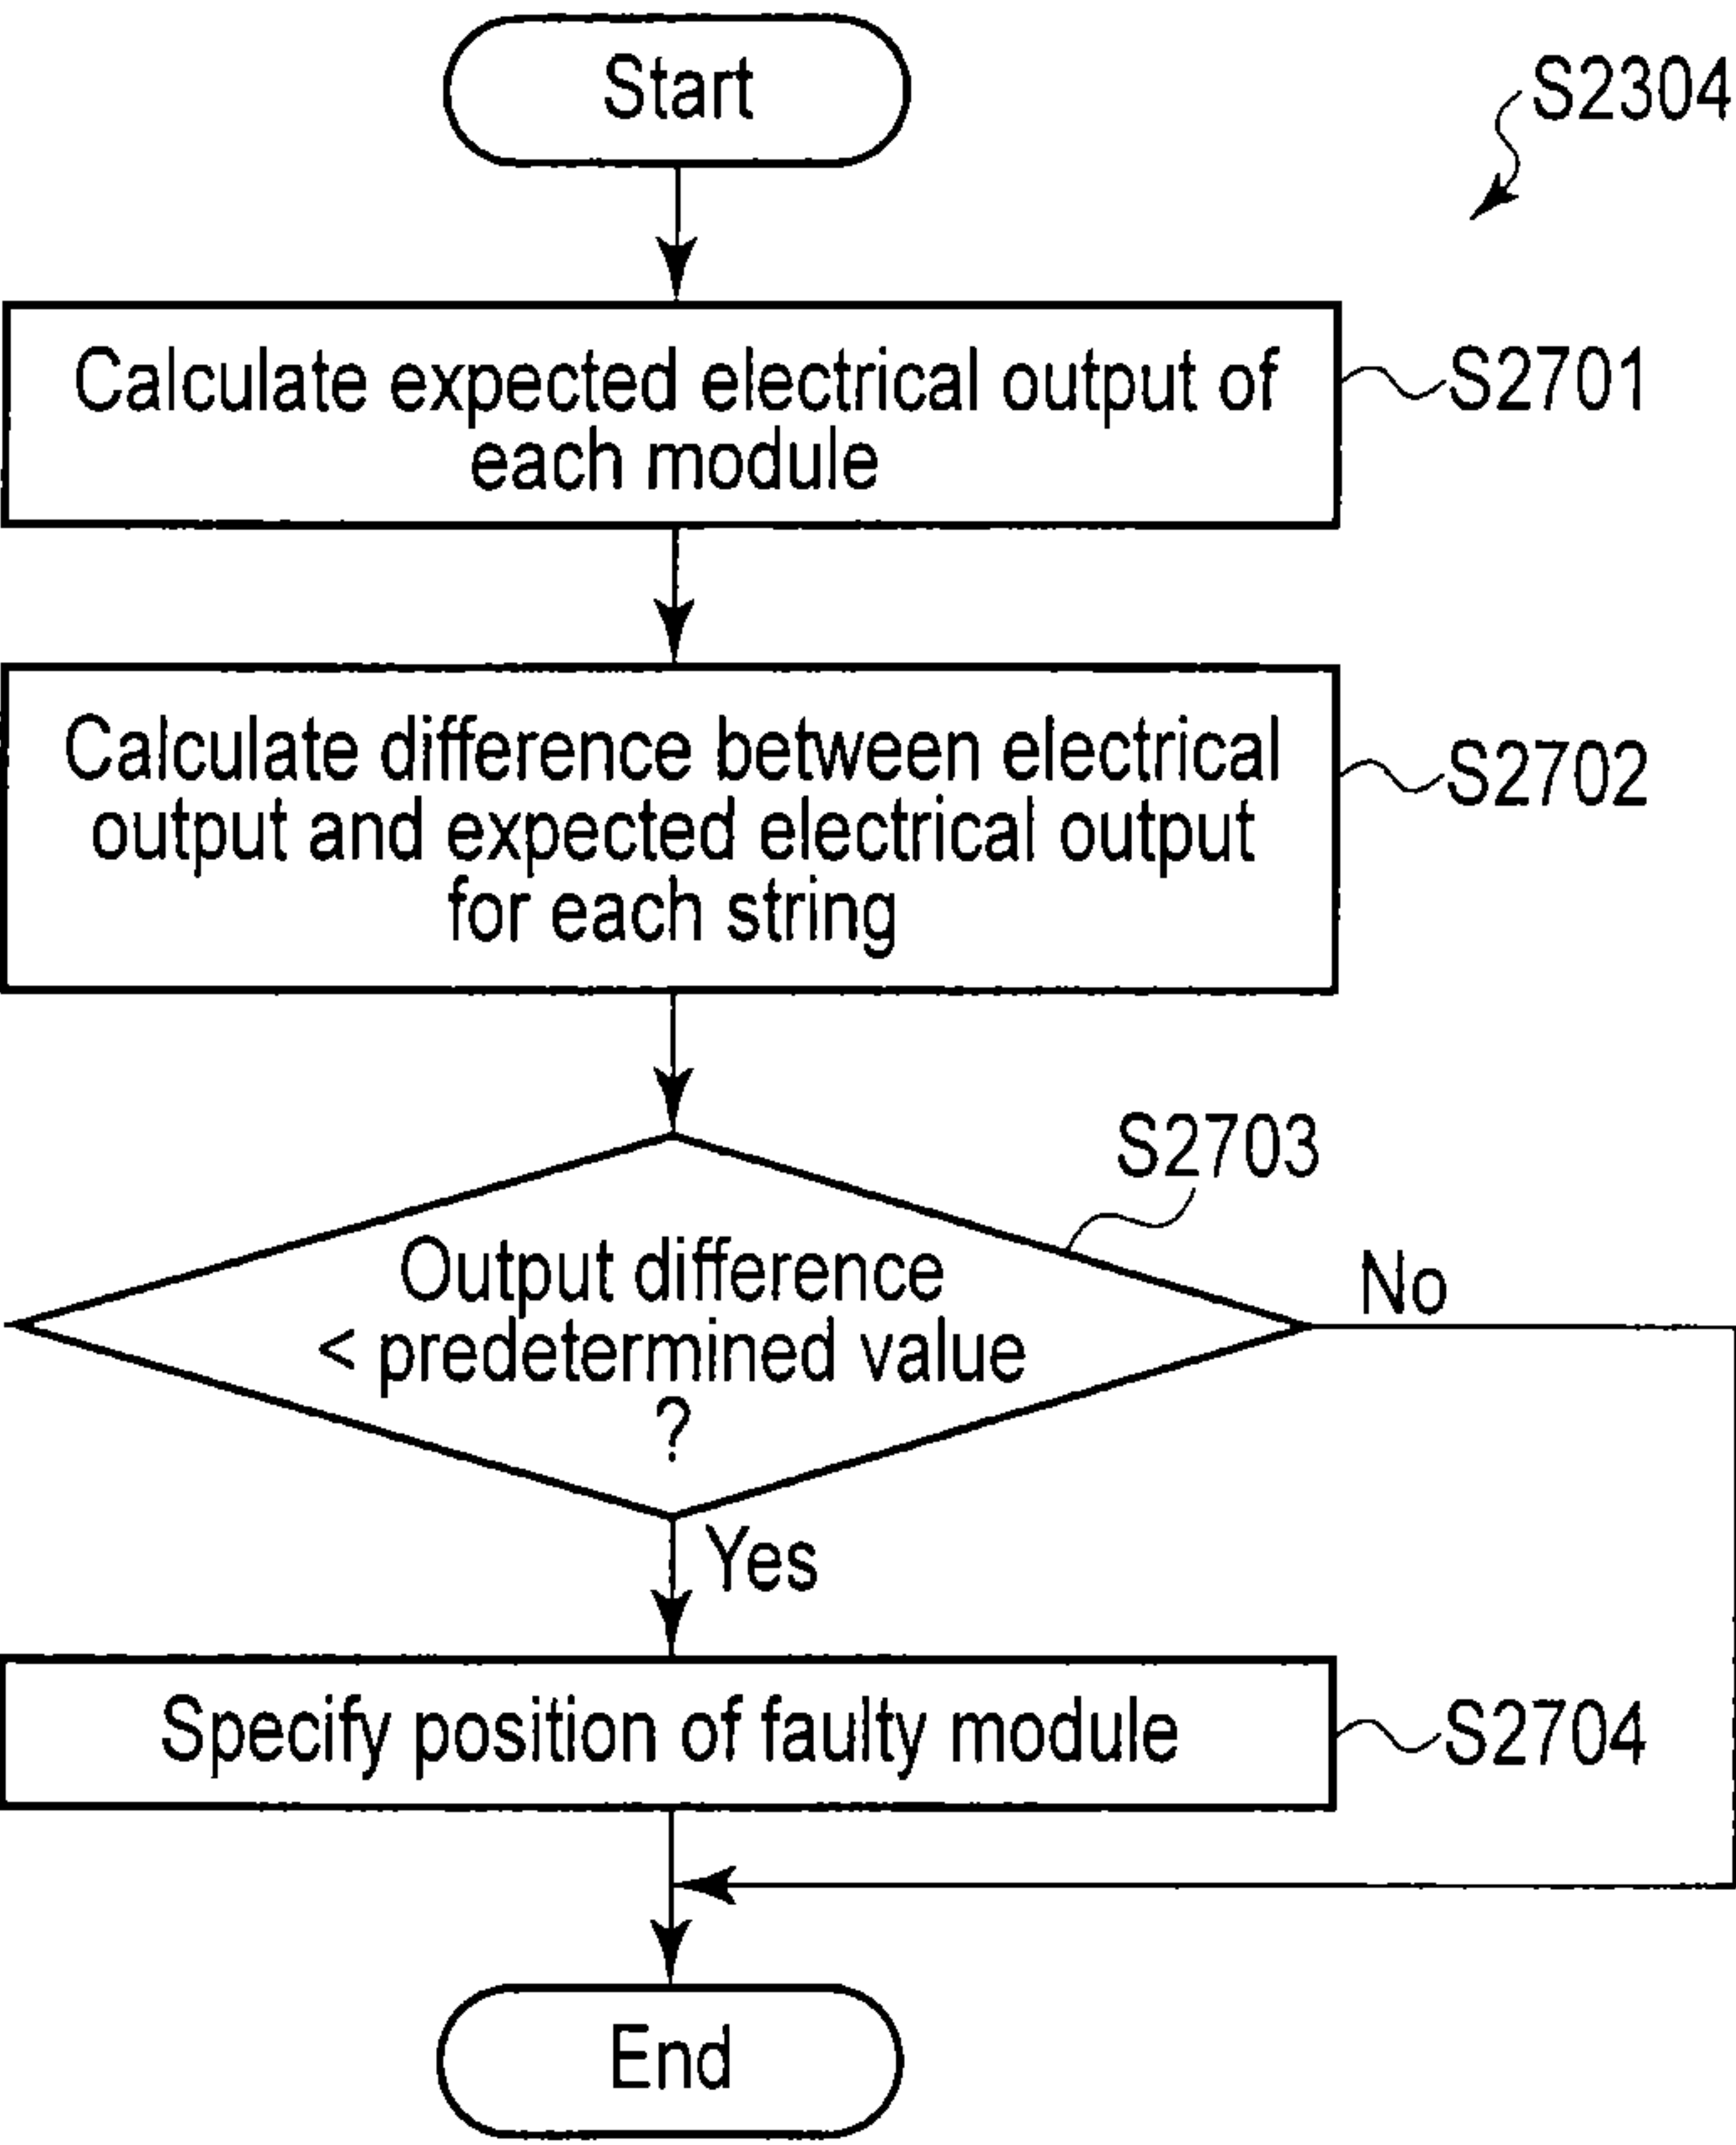 Start
S2304
Calculate expected electrical output of
each module
S2701
Calculate difference between electrical
output and expected electrical output
for each string
S2702
S2703
Output difference
< predetermined value
?
No
Yes
Specify position of faulty module
S2704
End